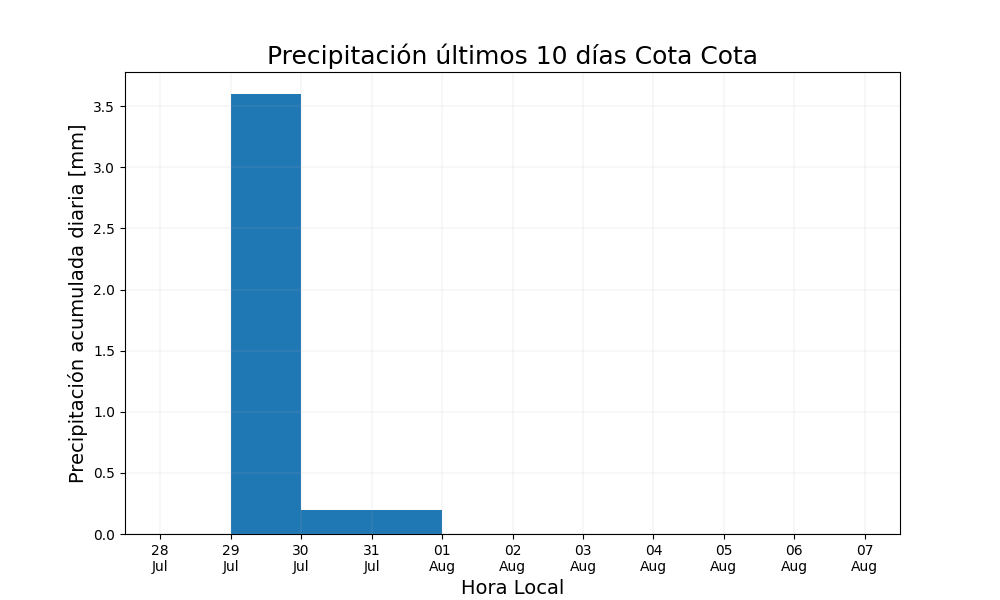 Precipitación últimos 10 días Cota Cota
Precipitación acumulada diaria [mm]
3.5
3.0
2.5
2.0
1.5
1.0
0.5
0.0
28 29 30 31 01 02 03 04 05 06 07
Jul Jul Jul Jul Aug Aug Aug Aug Aug Aug Aug
Hora Local